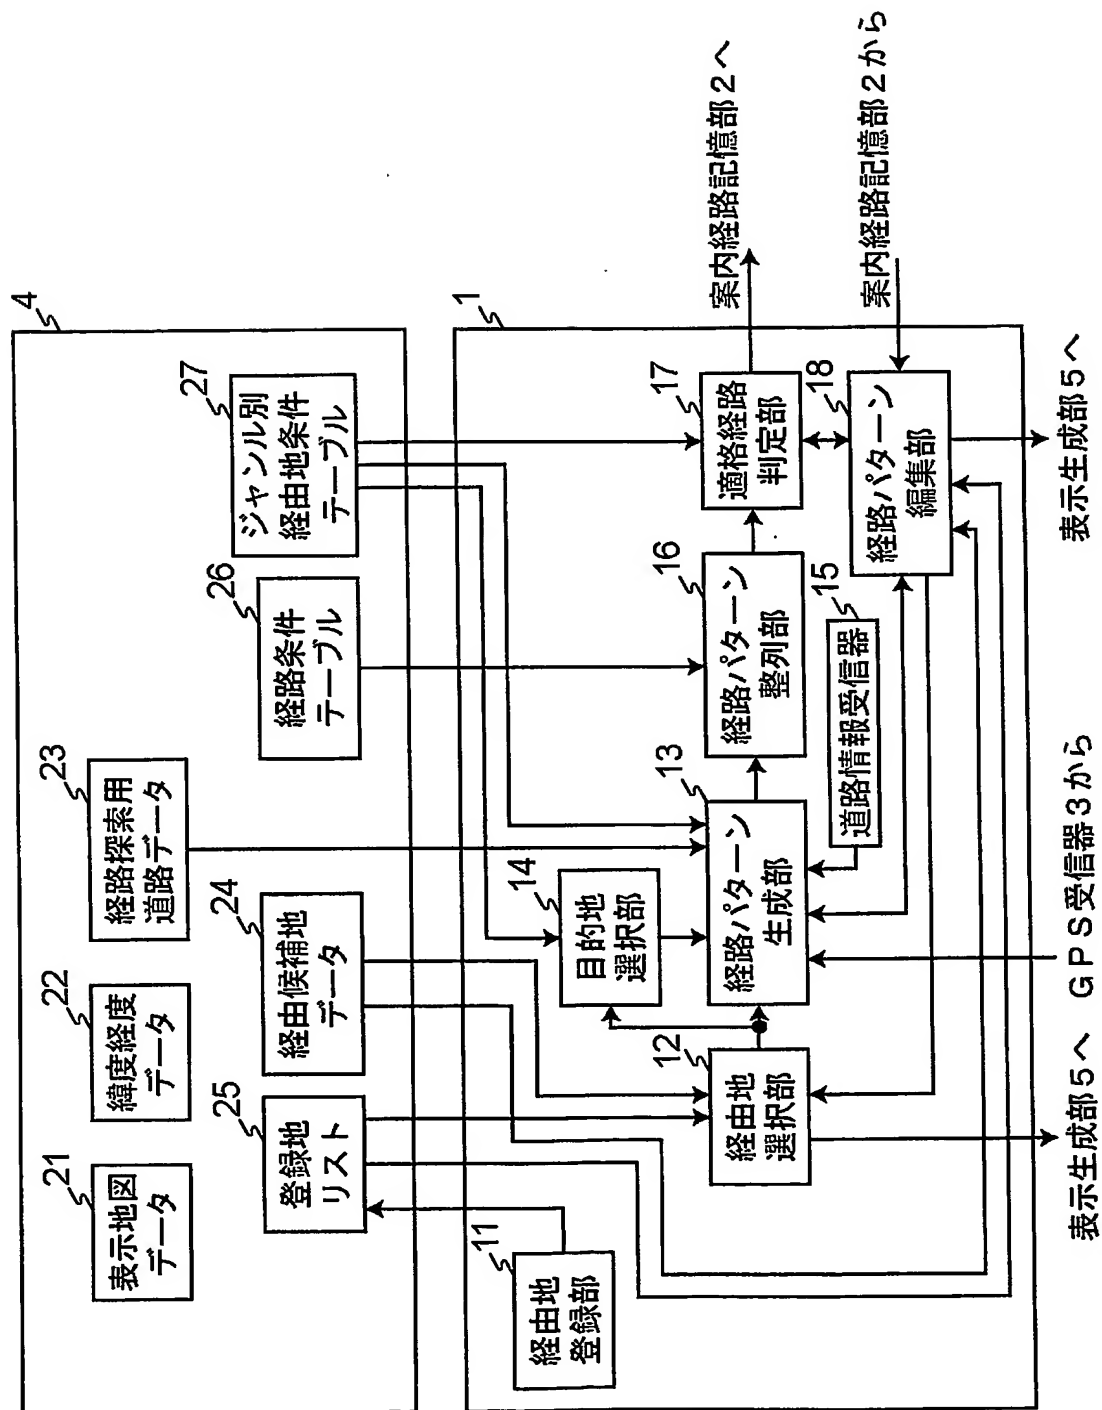 4
21
表示地図
データ
22
緯度経度
データ
23
経路探索用
道路データ
25
登録地
リスト
24
経由候補地
データ
26
経路条件
テーブル
27
ジャンル別
経由地条件
テーブル
1
11
経由地
登録部
12
経由地
選択部
14
目的地
選択部
13
経路パターン
生成部
16
経路パターン
整列部
17
適格経路
判定部
15
道路情報受信器
18
経路パターン
編集部
案内経路記憶部2へ
案内経路記憶部2から
表示生成部5へ
GPS受信器3から
表示生成部5へ